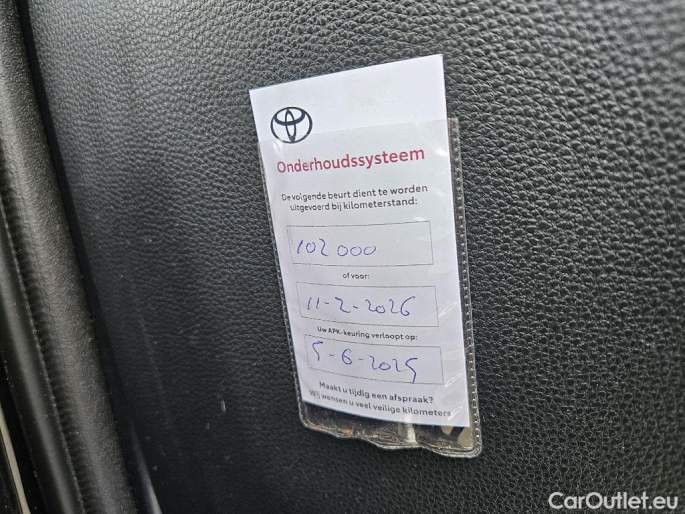 Onderhoudssysteem
De volgende beurt dient te worden
uitgevoerd bij kilometerstand:
102 000
of voor:
11-2-2026
Uw APK-keuring verloopt op:
5-6-2025
Maakt u tijdig een afspraak?
Wij wensen u veel veilige kilometers
CarOutlet.eu